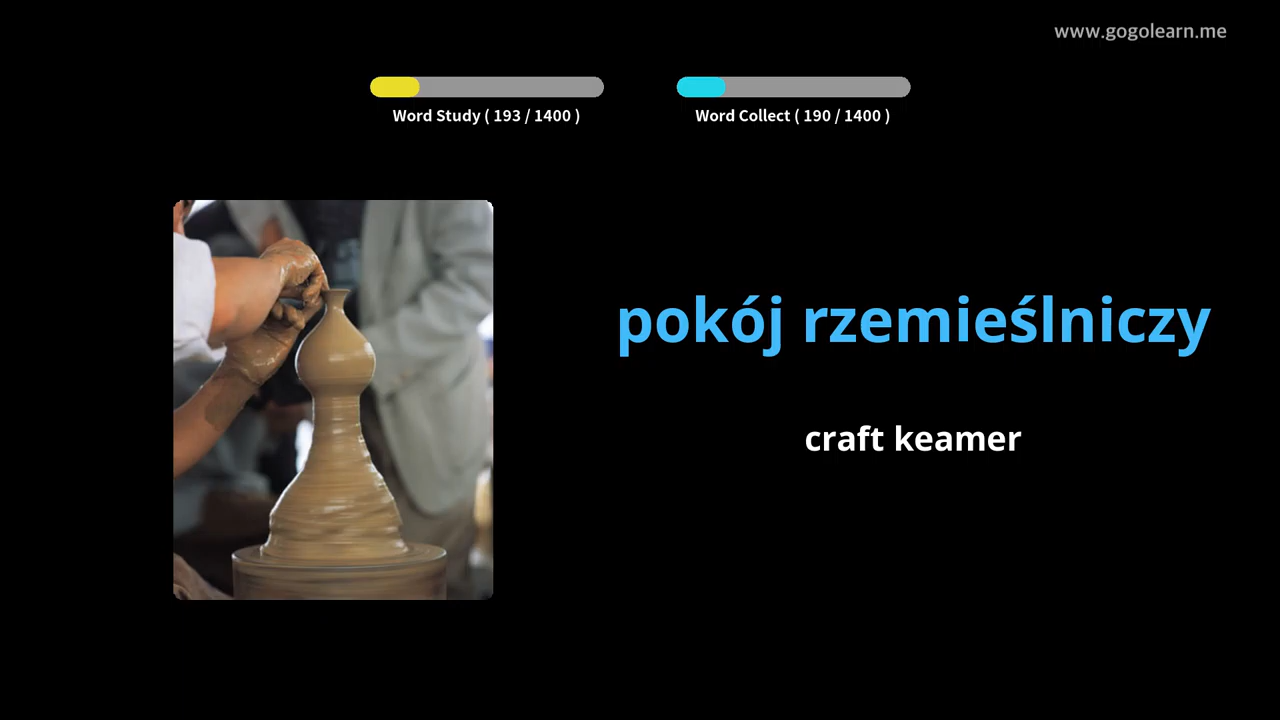 www.gogolearn.me
Word Study ( 193 / 1400 )
Word Collect ( 190 / 1400 )
pokój rzemieślniczy
craft keamer